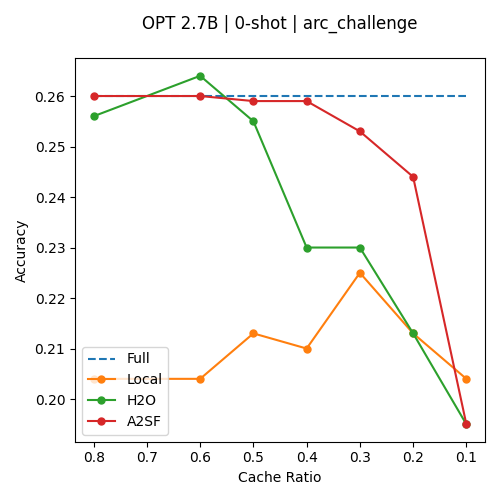 OPT 2.7B | 0-shot | arc_challenge
Accuracy
0.26
0.25
0.24
0.23
0.22
0.21
0.20
Full
Local
H2O
A2SF
0.8 0.7 0.6 0.5 0.4 0.3 0.2 0.1
Cache Ratio